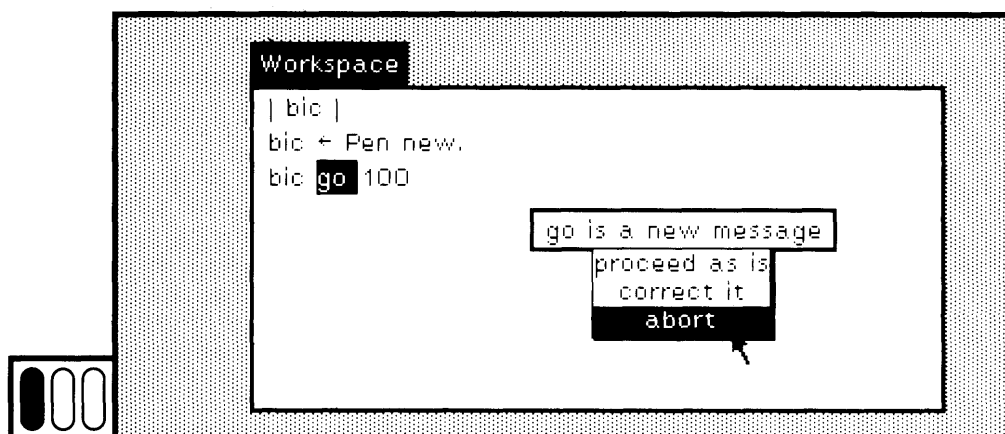 Workspace
| bic |
bic ← Pen new.
bic go 100
go is a new message
proceed as is
correct it
abort